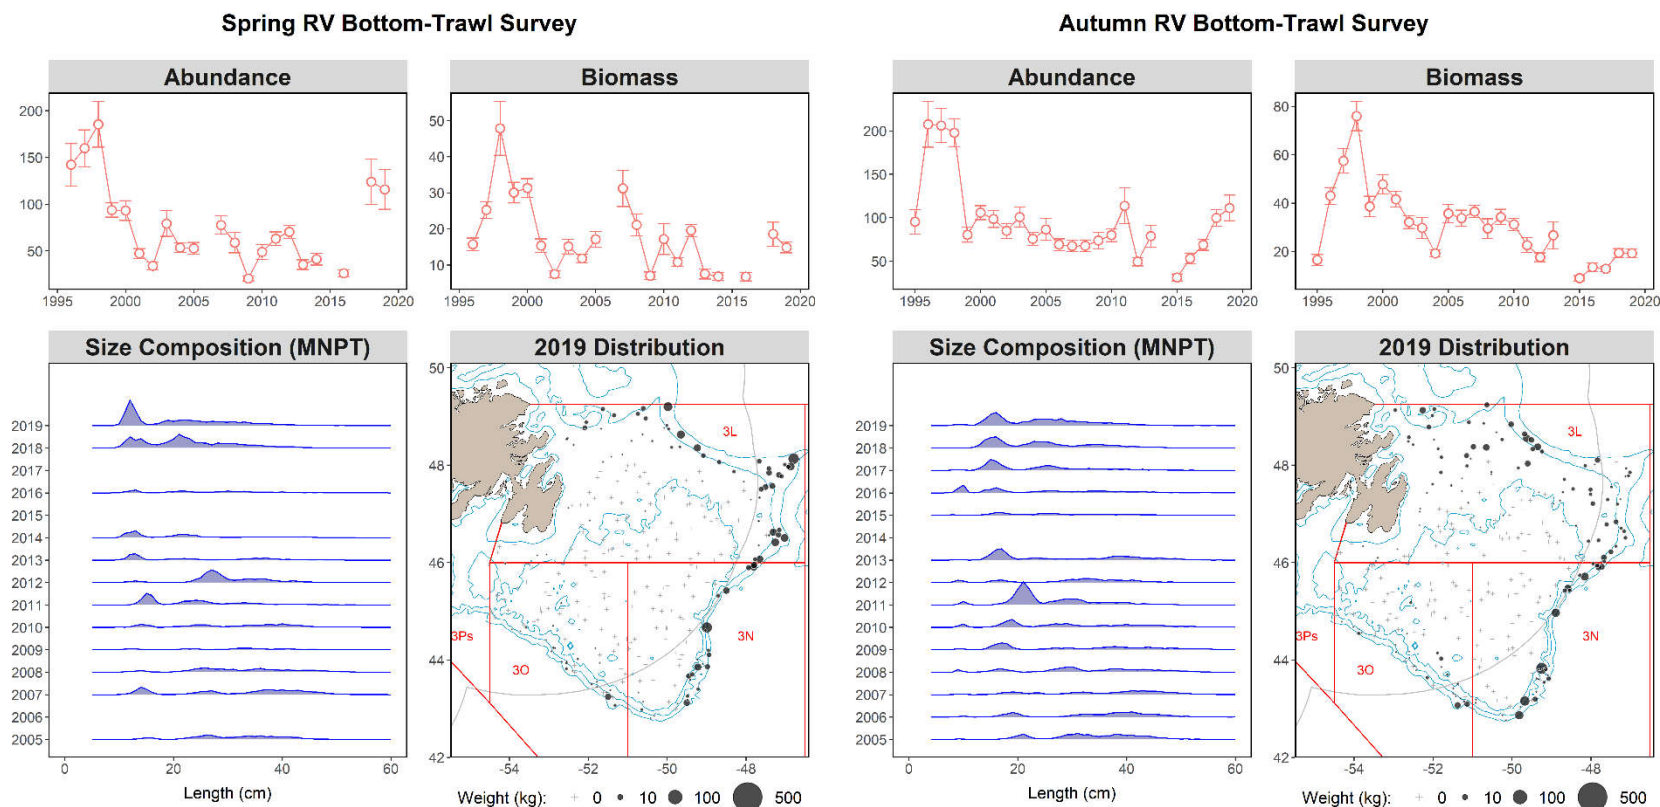 Spring RV Bottom-Trawl Survey
Autumn RV Bottom-Trawl Survey
Abundance
Biomass
Abundance
Biomass
200
150
100
50
1995 2000 2005 2010 2015 2020
50
40
30
20
10
1995 2000 2005 2010 2015 2020
200
150
100
50
1995 2000 2005 2010 2015 2020
80
60
40
20
1995 2000 2005 2010 2015 2020
Size Composition (MNPT)
2019 Distribution
Size Composition (MNPT)
2019 Distribution
2019
2018
2017
2016
2015
2014
2013
2012
2011
2010
2009
2008
2007
2006
2005
0 20 40 60
Length (cm)
50
48
46
44
42
3L
3Ps
3O
3N
-54 -52 -50 -48
Weight (kg): 0 10 100 500
2019
2018
2017
2016
2015
2014
2013
2012
2011
2010
2009
2008
2007
2006
2005
0 20 40 60
Length (cm)
50
48
46
44
42
3L
3Ps
3O
3N
-54 -52 -50 -48
Weight (kg): 0 10 100 500